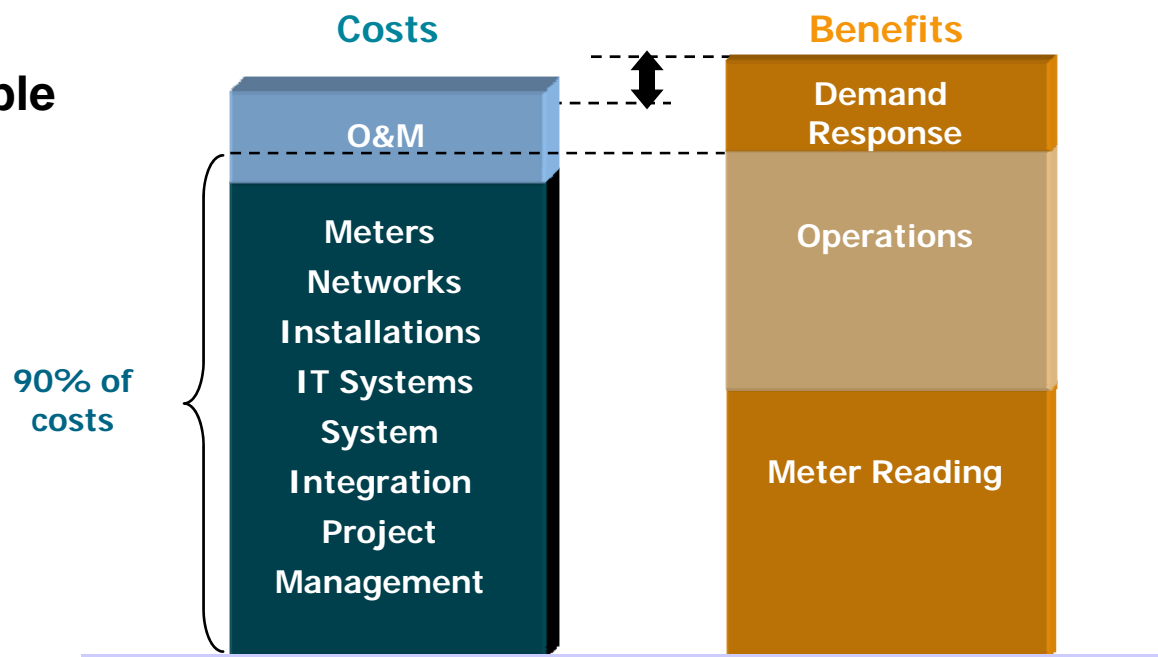 Costs
Benefits
O&M
Demand
Response
Meters
Networks
Installations
IT Systems
System
Integration
Project
Management
Operations
Meter Reading
90% of
costs